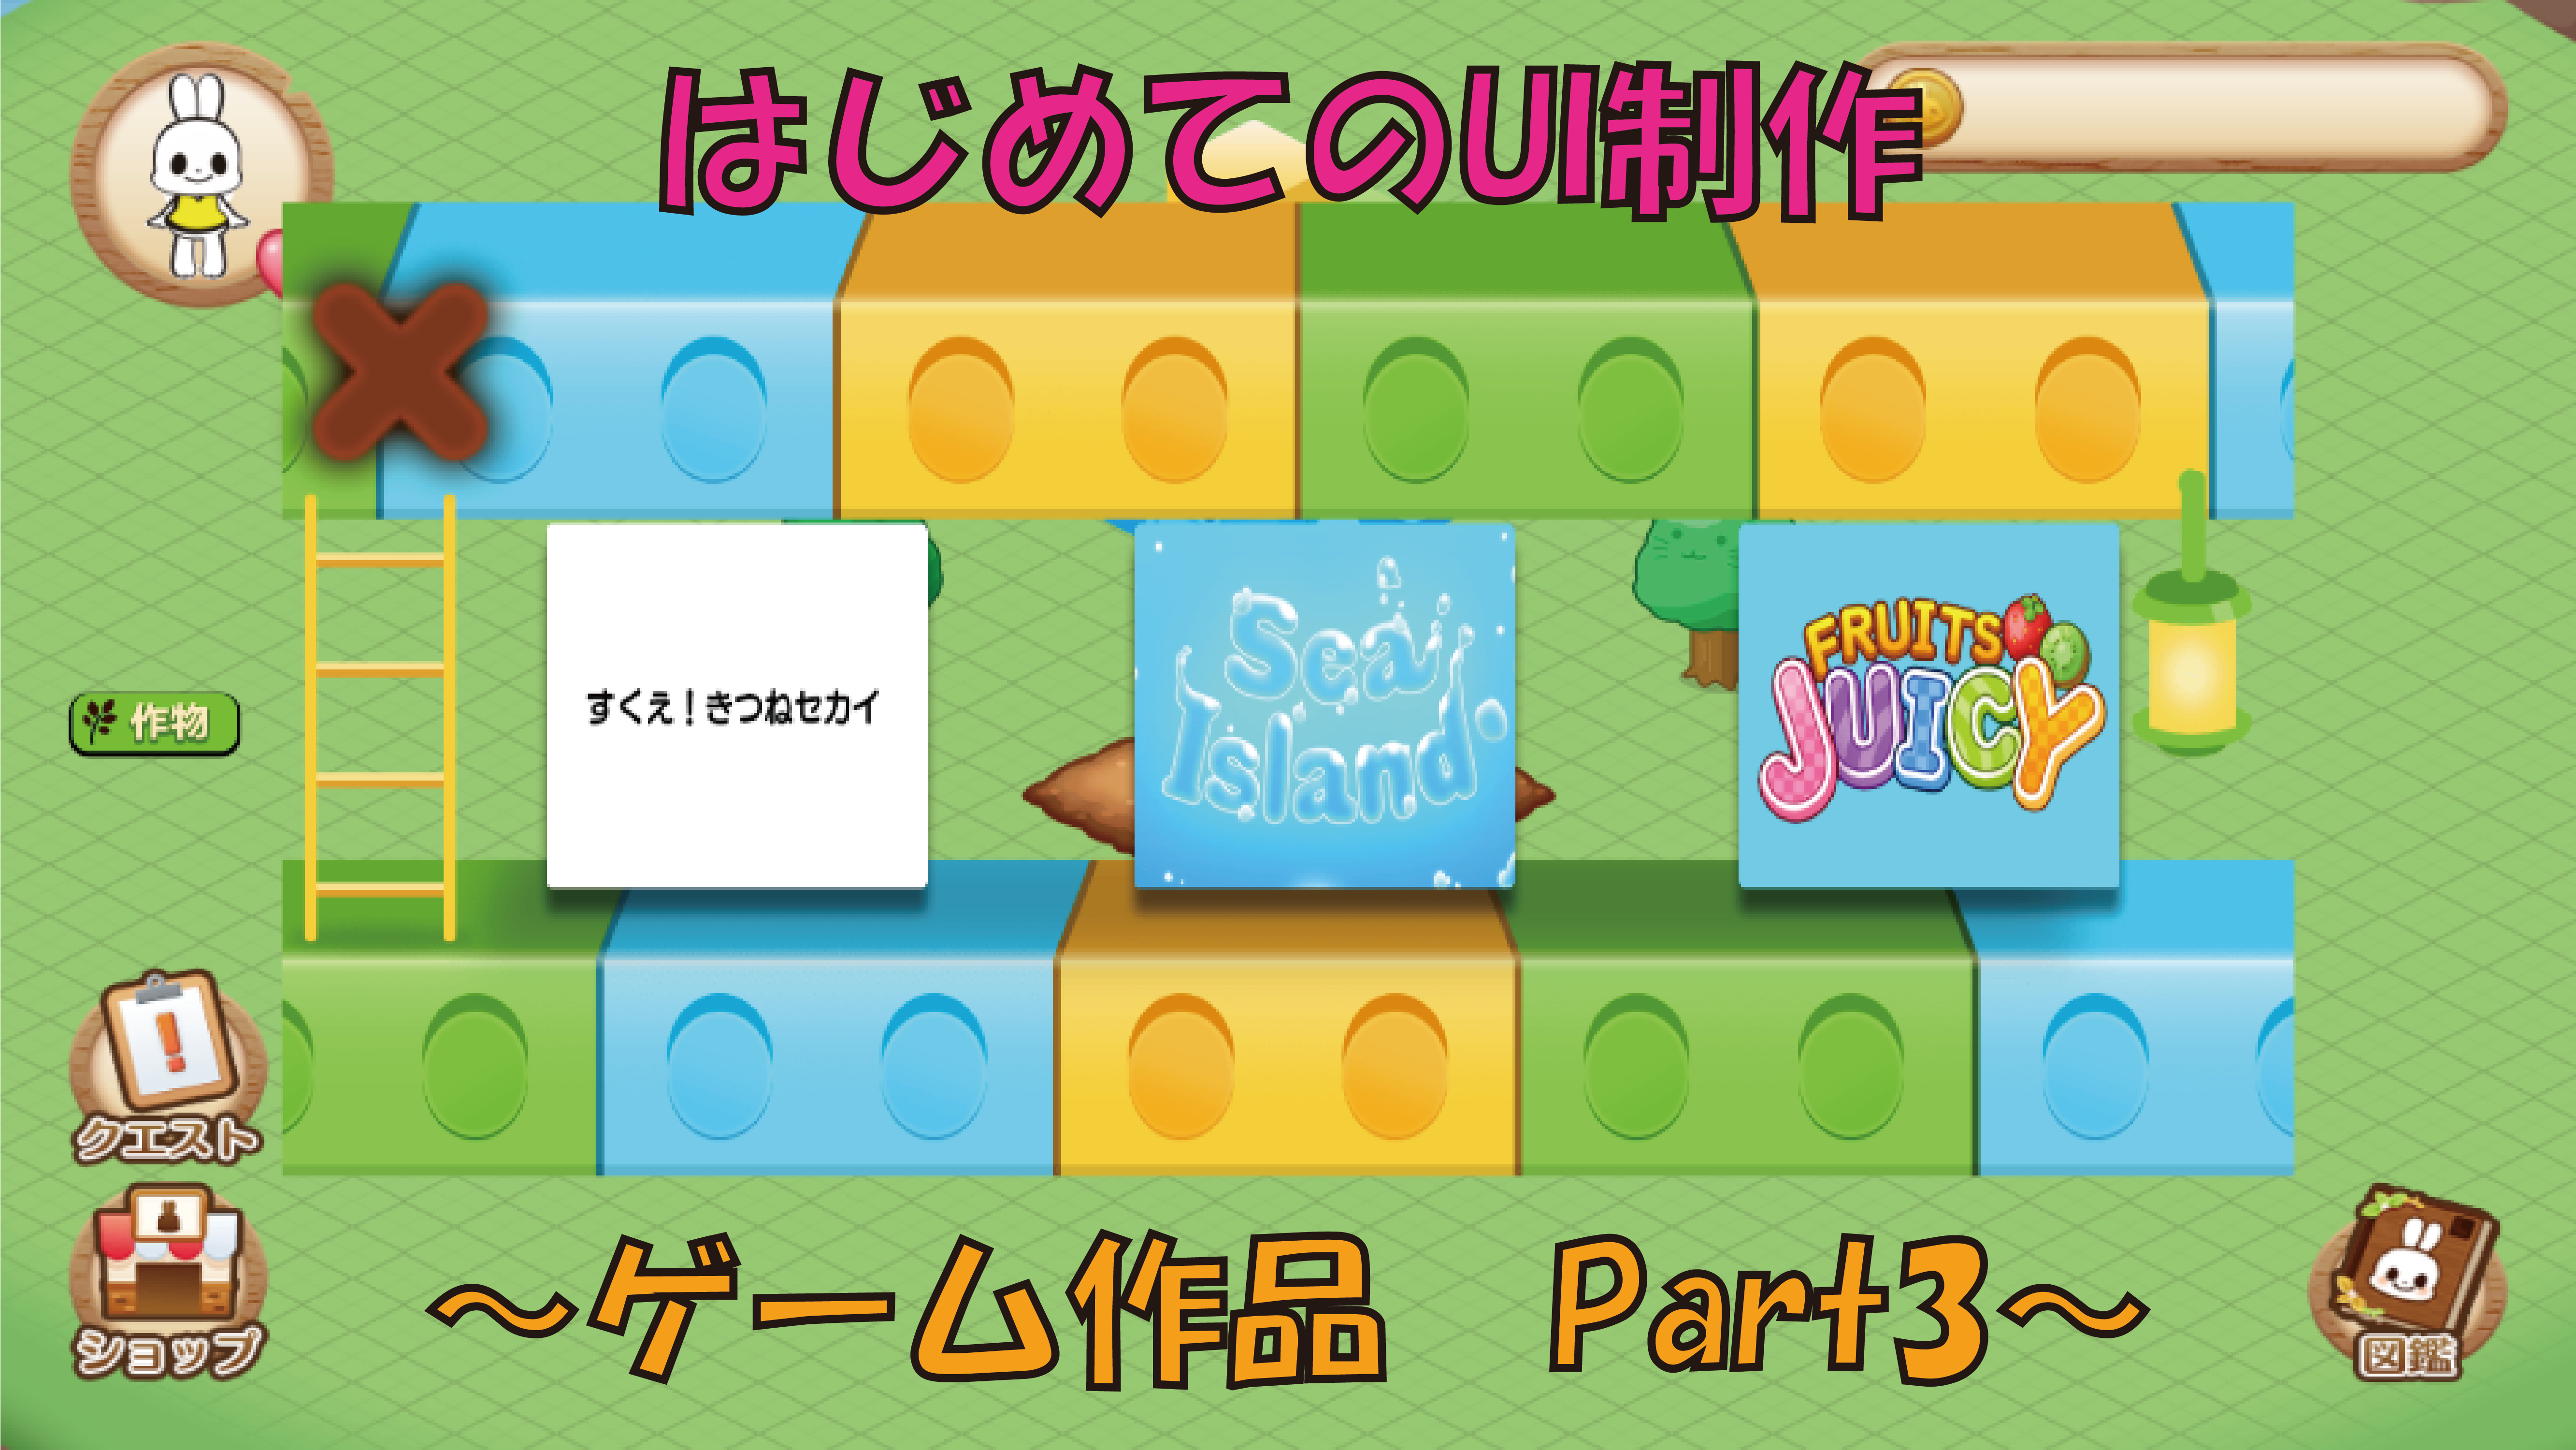 はじめてのUI制作
すくえ！きつねセカイ
Sea
Island
FRUITS
JUICY
作物
クエスト
ショップ
図鑑
～ゲーム作品　Part3～